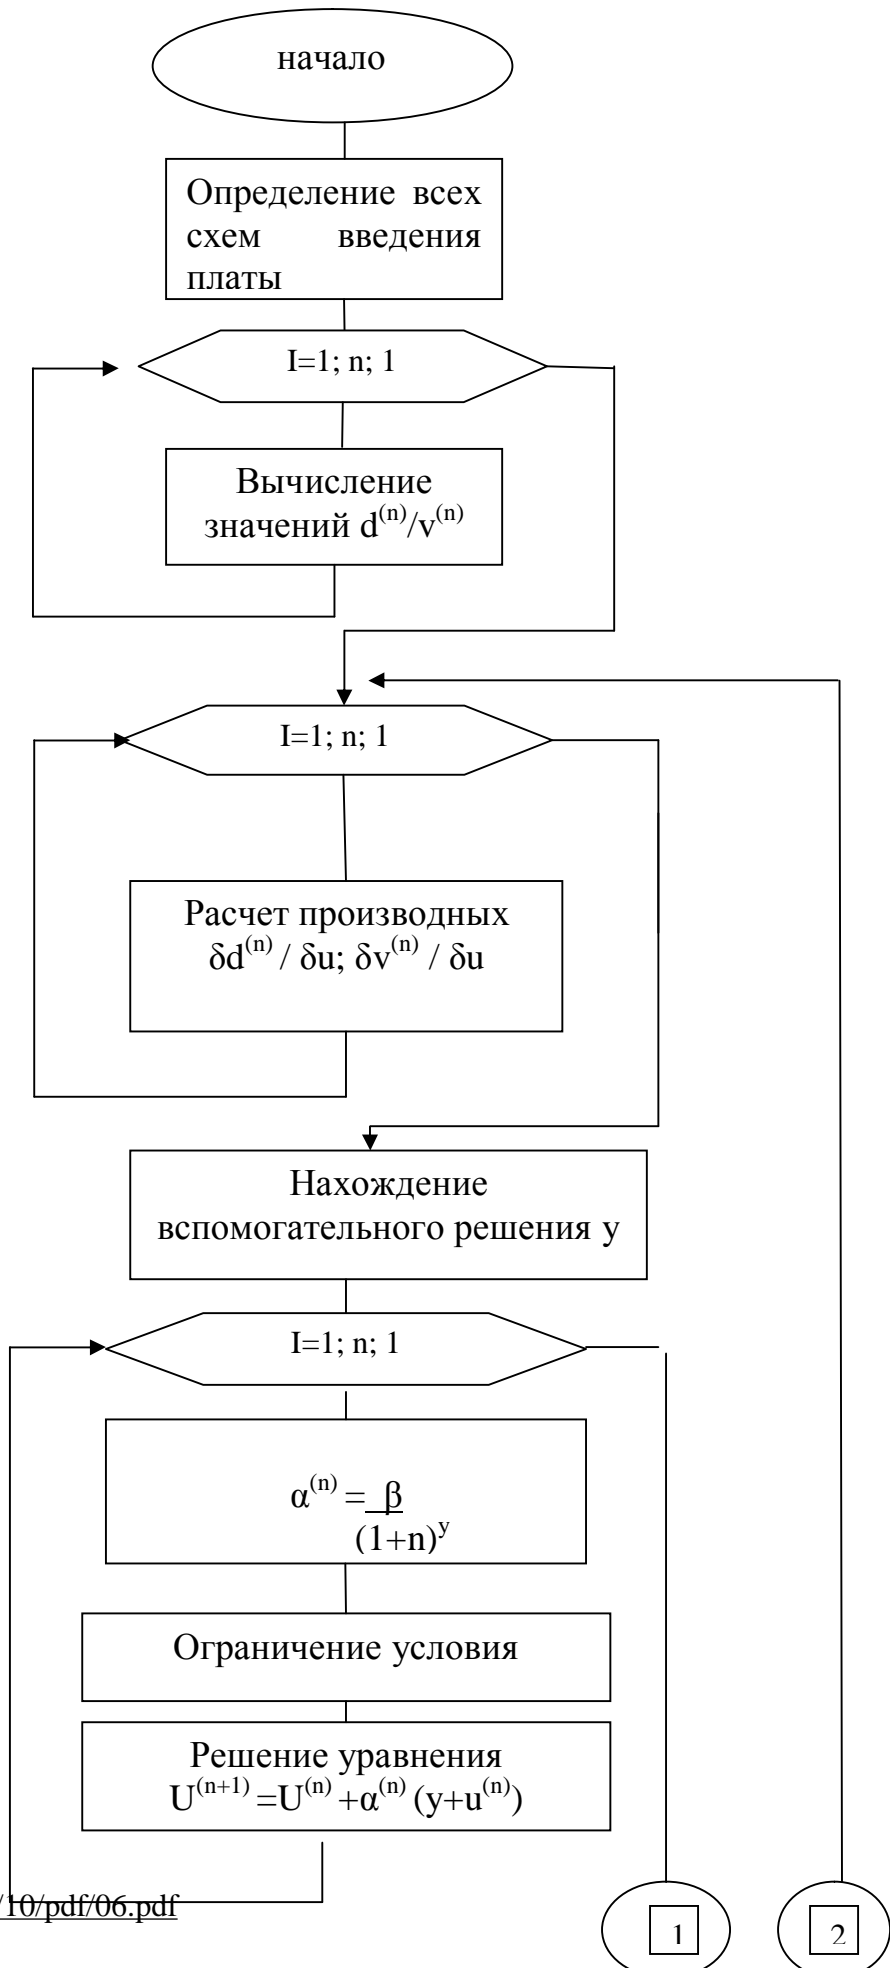 начало
Определение всех
схем введения
платы
I=1; n; 1
Вычисление
значений d⁽ⁿ⁾/v⁽ⁿ⁾
I=1; n; 1
Расчет производных
δd⁽ⁿ⁾ / δu; δv⁽ⁿ⁾ / δu
Нахождение
вспомогательного решения y
I=1; n; 1
α⁽ⁿ⁾ = β
(1+n)ʸ
Ограничение условия
Решение уравнения
U⁽ⁿ⁺¹⁾ =U⁽ⁿ⁾ +α⁽ⁿ⁾ (y+u⁽ⁿ⁾)
/10/pdf/06.pdf
1
2